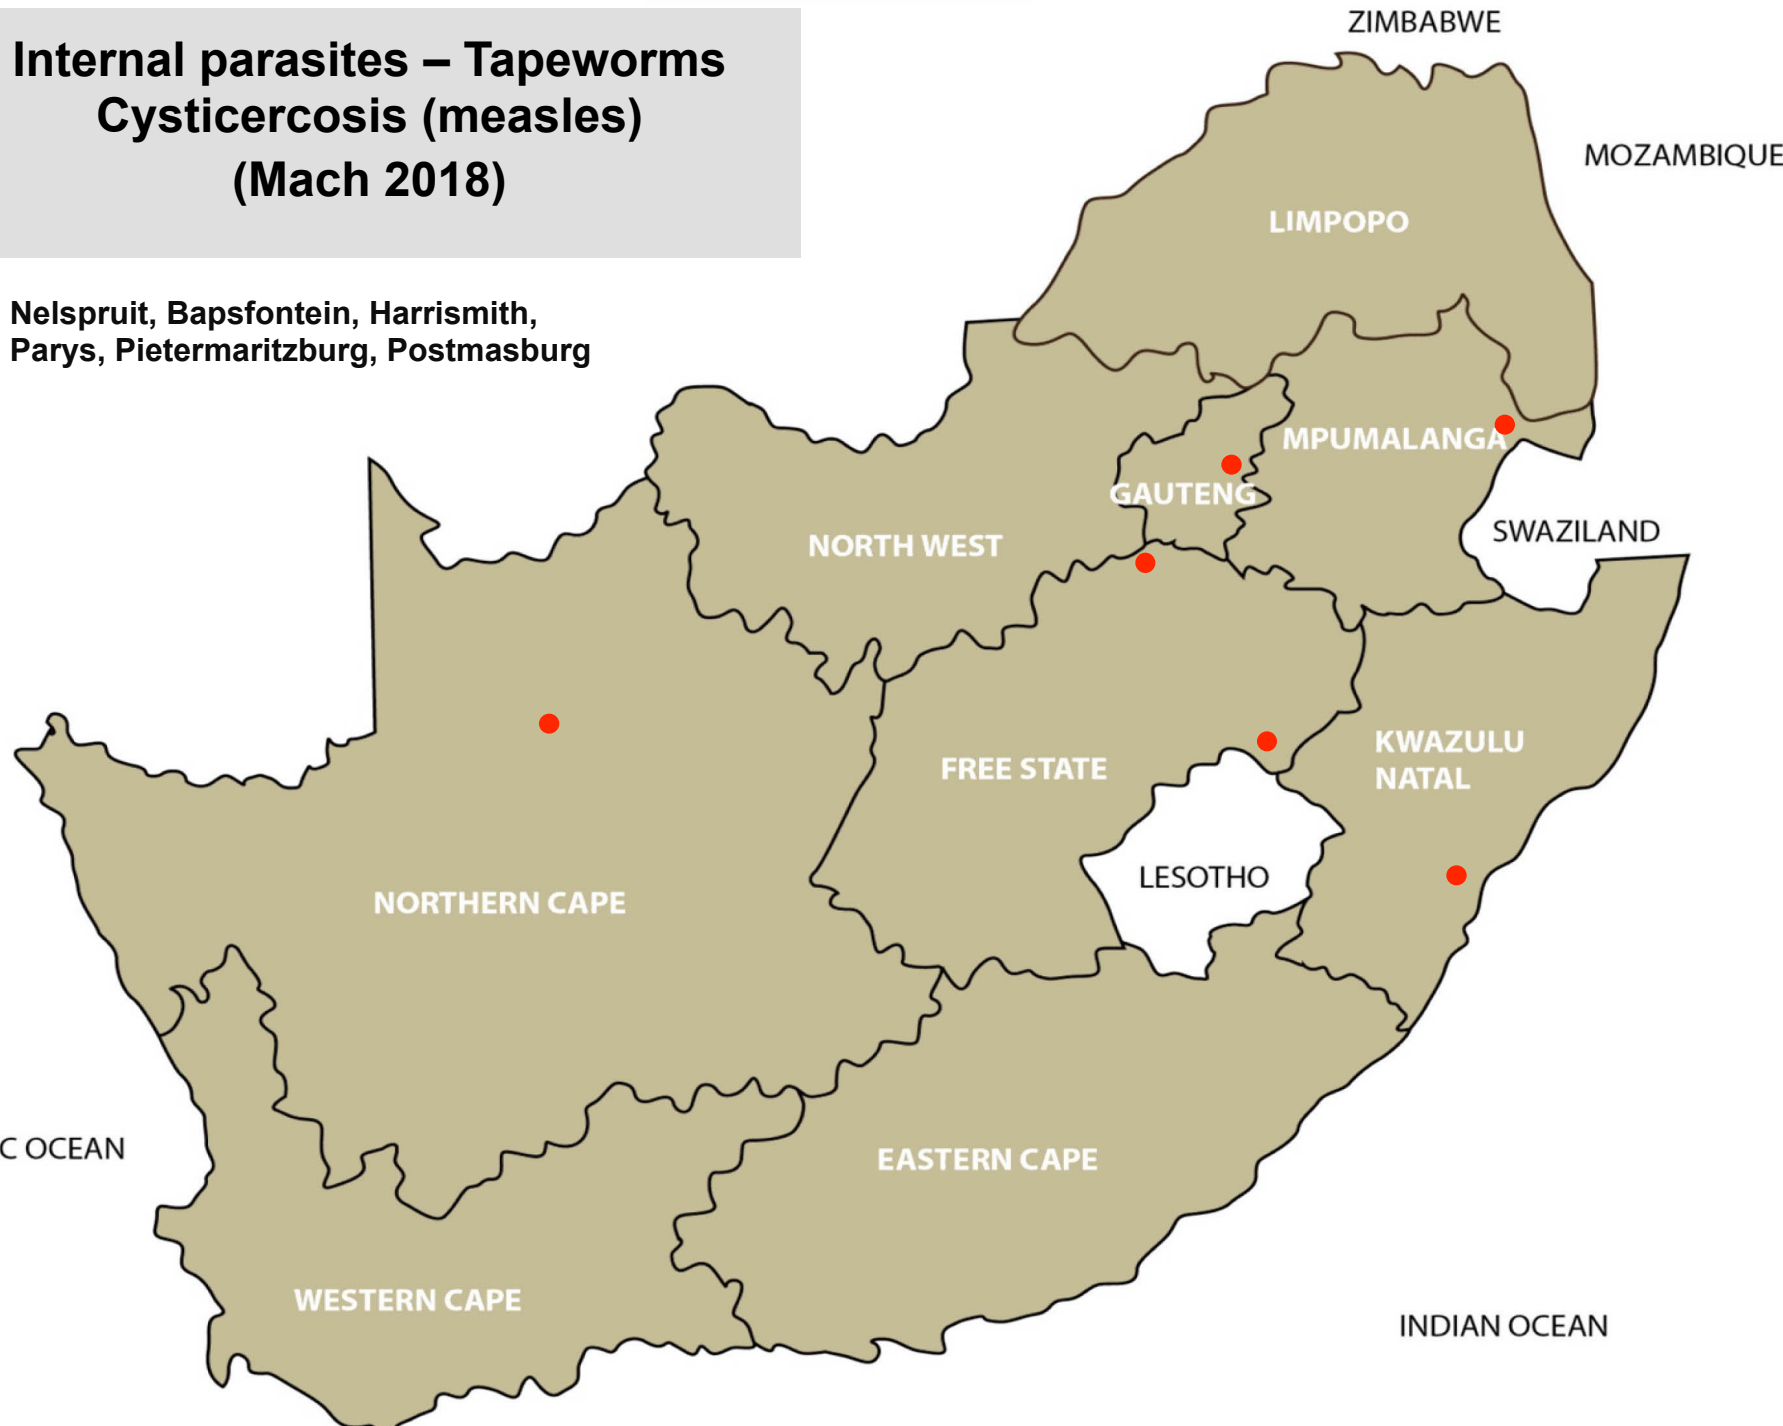 Internal parasites – Tapeworms
Cysticercosis (measles)
(Mach 2018)
Nelspruit, Bapsfontein, Harrismith,
Parys, Pietermaritzburg, Postmasburg
ZIMBABWE
MOZAMBIQUE
LIMPOPO
MPUMALANGA
GAUTENG
SWAZILAND
NORTH WEST
KWAZULU
NATAL
FREE STATE
LESOTHO
NORTHERN CAPE
C OCEAN
EASTERN CAPE
WESTERN CAPE
INDIAN OCEAN